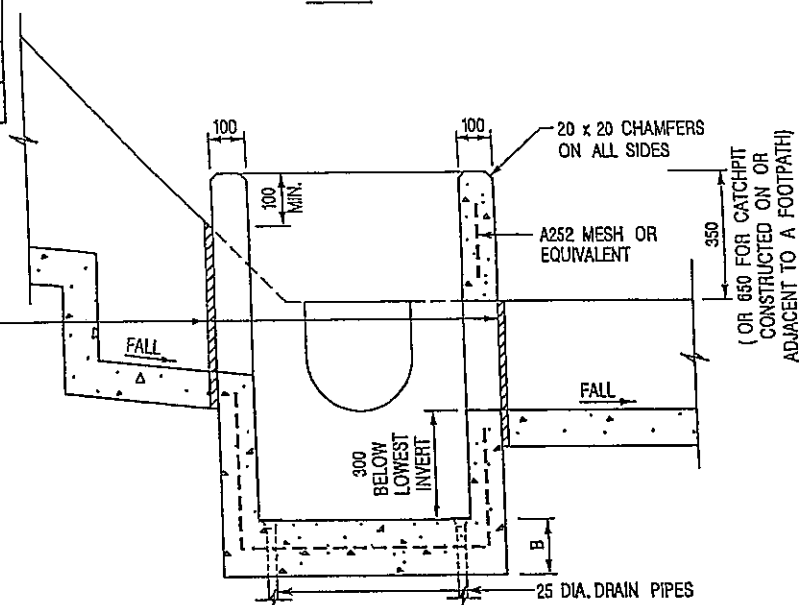 100
100
20 x 20 CHAMFERS
ON ALL SIDES
100
MIN.
A252 MESH OR
EQUIVALENT
350
(OR 650 FOR CATCHPIT
CONSTRUCTED ON OR
ADJACENT TO A FOOTPATH)
FALL
FALL
300
BELOW
LOWEST
INVERT
B
25 DIA. DRAIN PIPES